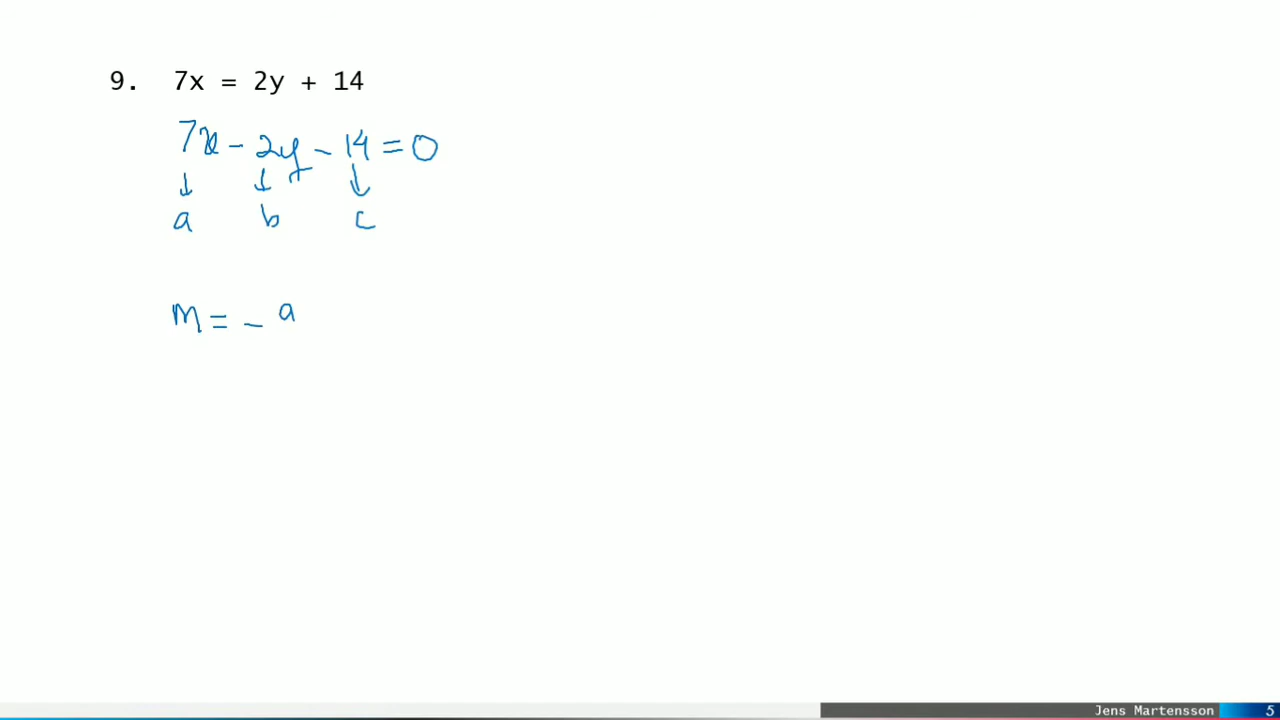 9. 7x = 2y + 14
7x - 2y - 14 = 0
↓ ↓ ↓
a b c
m = - a
Jens Martensson 5